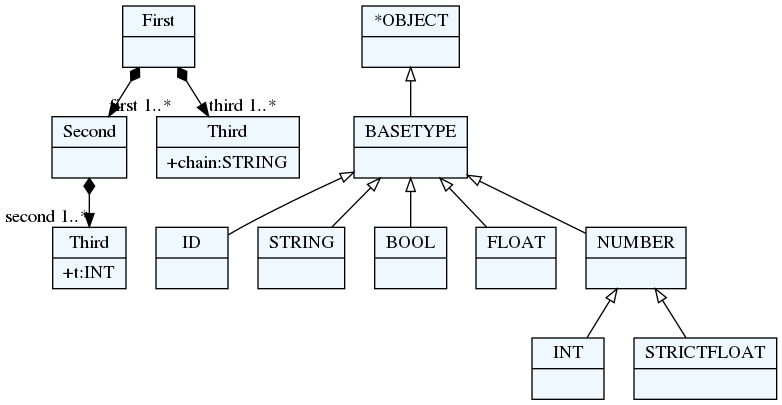 First
*OBJECT
first 1..*
third 1..*
Second
Third
+chain:STRING
BASETYPE
second 1..*
Third
+t:INT
ID
STRING
BOOL
FLOAT
NUMBER
INT
STRICTFLOAT